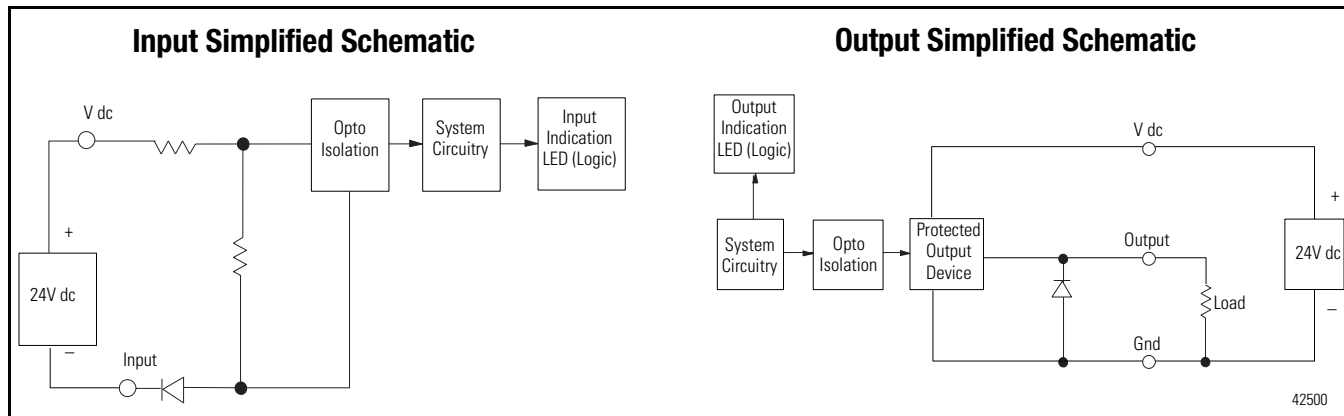 Input Simplified Schematic
V dc
Opto
Isolation
System
Circuitry
Input
Indication
LED (Logic)
+
24V dc
–
Input
Output Simplified Schematic
Output
Indication
LED (Logic)
V dc
+
System
Circuitry
Opto
Isolation
Protected
Output
Device
Output
24V dc
Load
–
Gnd
42500